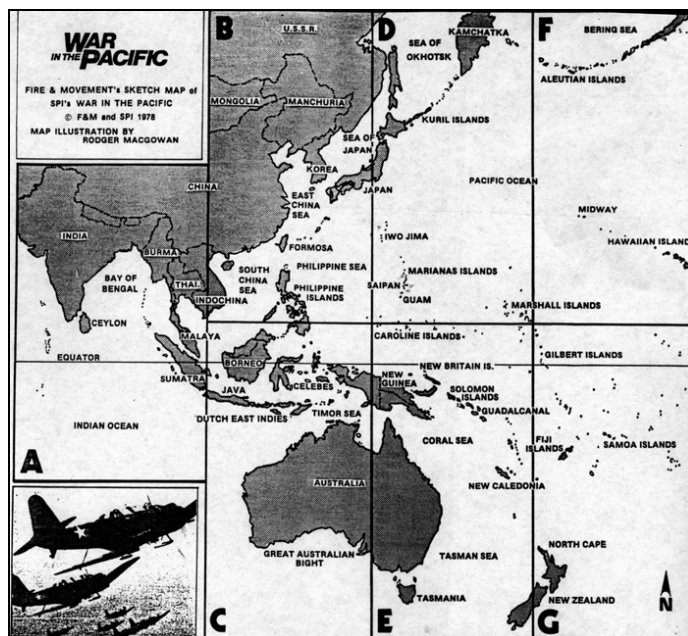 WAR
IN THE PACIFIC
FIRE & MOVEMENT'S SKETCH MAP of
SPI's WAR IN THE PACIFIC
© F&M and SPI 1978
MAP ILLUSTRATION BY
RODGER MACGOWAN
B
D
F
U.S.S.R.
SEA OF
OKHOTSK
KAMCHATKA
BERING SEA
ALEUTIAN ISLANDS
MONGOLIA
MANCHURIA
KURIL ISLANDS
SEA OF
JAPAN
KOREA
JAPAN
CHINA
EAST
CHINA
SEA
PACIFIC OCEAN
MIDWAY
INDIA
BURMA
FORMOSA
IWO JIMA
HAWAIIAN ISLAND
BAY OF
BENGAL
THAI.
INDOCHINA
SOUTH
CHINA
SEA
PHILIPPINE SEA
PHILIPPINE
ISLANDS
MARIANAS ISLANDS
SAIPAN
GUAM
MARSHALL ISLANDS
CEYLON
MALAYA
CAROLINE ISLANDS
EQUATOR
BORNEO
GILBERT ISLANDS
NEW BRITAIN IS.
SUMATRA
JAVA
CELEBES
NEW
GUINEA
SOLOMON
ISLANDS
GUADALCANAL
DUTCH EAST INDIES
TIMOR SEA
INDIAN OCEAN
CORAL SEA
FIJI
ISLANDS
SAMOA ISLANDS
A
AUSTRALIA
NEW CALEDONIA
GREAT AUSTRALIAN
BIGHT
TASMAN SEA
NORTH CAPE
TASMANIA
NEW ZEALAND
N
C
E
G